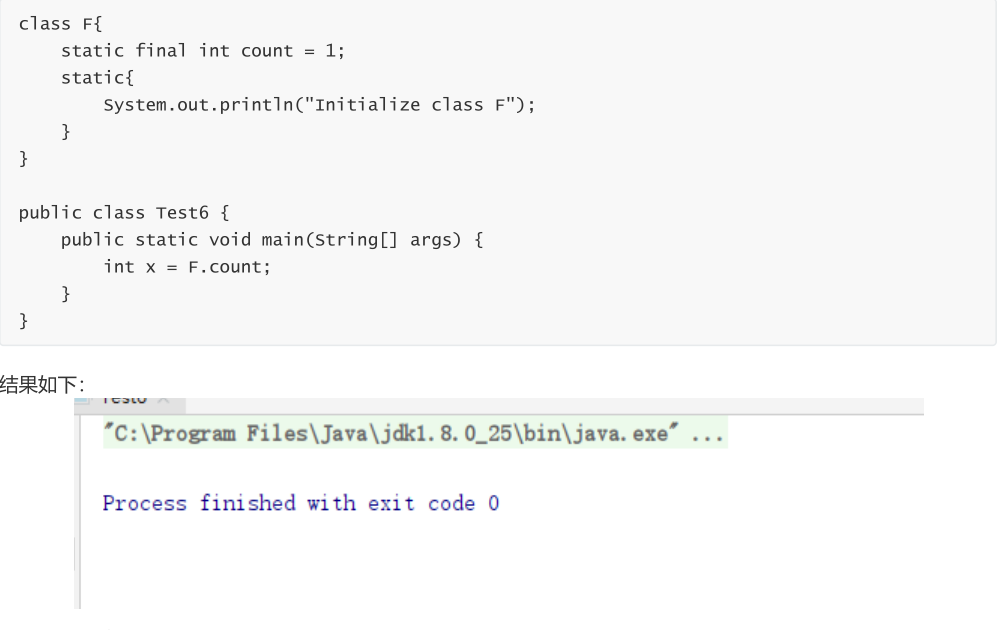 class F{
    static final int count = 1;
    static{
        System.out.println("Initialize class F");
    }
}
public class Test6 {
    public static void main(String[] args) {
        int x = F.count;
    }
}
结果如下：
Test6
"C:\Program Files\Java\jdk1.8.0_25\bin\java.exe" ...
Process finished with exit code 0